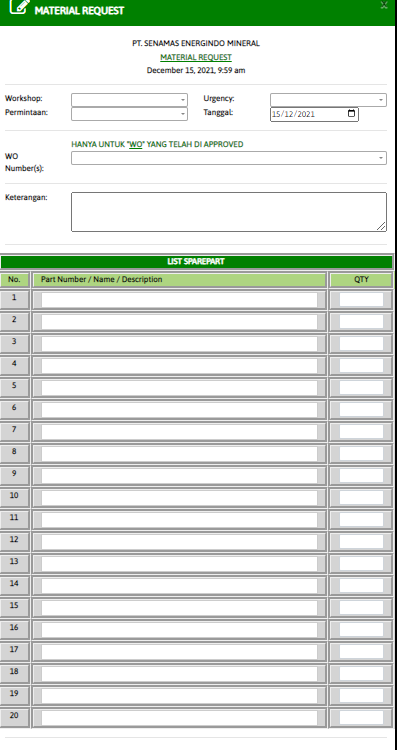 MATERIAL REQUEST
PT. SENAMAS ENERGINDO MINERAL
MATERIAL REQUEST
December 15, 2021, 9:59 am
Workshop: Urgency:
Permintaan: Tanggal: 15/12/2021
HANYA UNTUK "WO" YANG TELAH DI APPROVED
WO Number(s):
Keterangan:
LIST SPAREPART
No. Part Number / Name / Description QTY
1
2
3
4
5
6
7
8
9
10
11
12
13
14
15
16
17
18
19
20